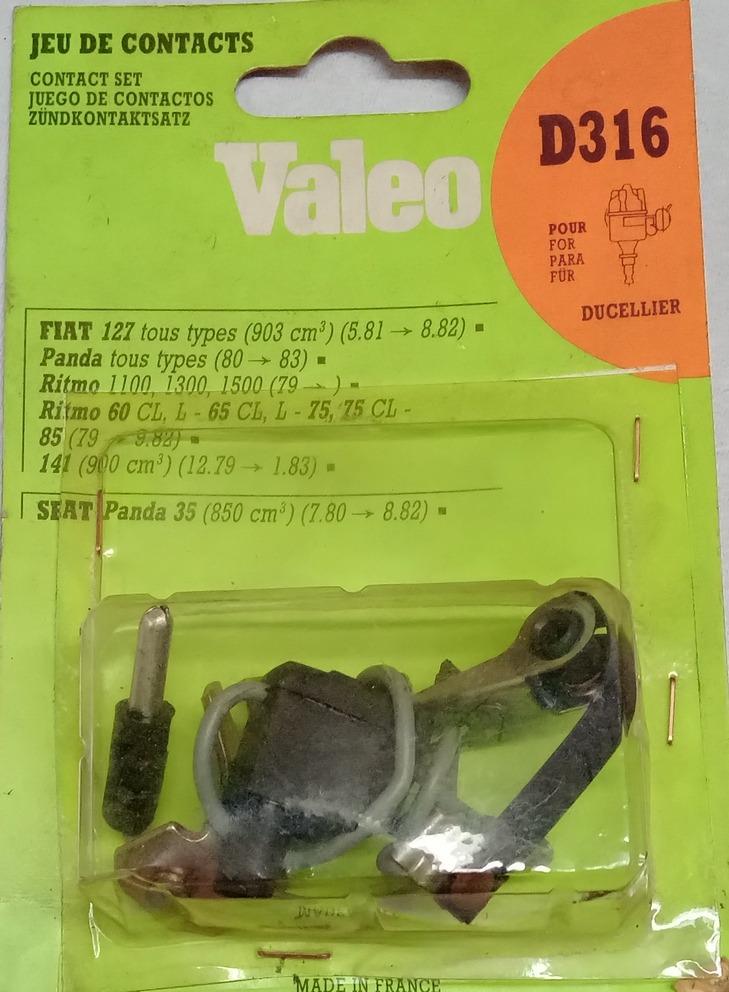 JEU DE CONTACTS
CONTACT SET
JUEGO DE CONTACTOS
ZÜNDKONTAKTSATZ
Valeo
D316
POUR
FOR
PARA
FÜR
DUCELLIER
FIAT 127 tous types (903 cm³) (5.81 → 8.82) ■
Panda tous types (80 → 83) ■
Ritmo 1100, 1300, 1500 (79 → ) ■
Ritmo 60 CL, L - 65 CL, L - 75, 75 CL -
85 (79 → 9.82) ■
141 (900 cm³) (12.79 → 1.83) ■
SEAT Panda 35 (850 cm³) (7.80 → 8.82) ■
MADE IN FRANCE